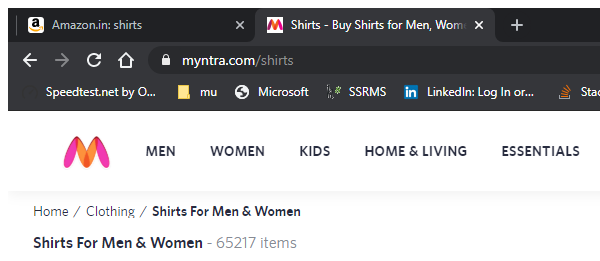 Amazon.in: shirts
Shirts - Buy Shirts for Men, Wome
myntra.com/shirts
Speedtest.net by O... mu Microsoft SSRMS LinkedIn: Log In or... Stac
MEN WOMEN KIDS HOME & LIVING ESSENTIALS
Home / Clothing / Shirts For Men & Women
Shirts For Men & Women - 65217 items